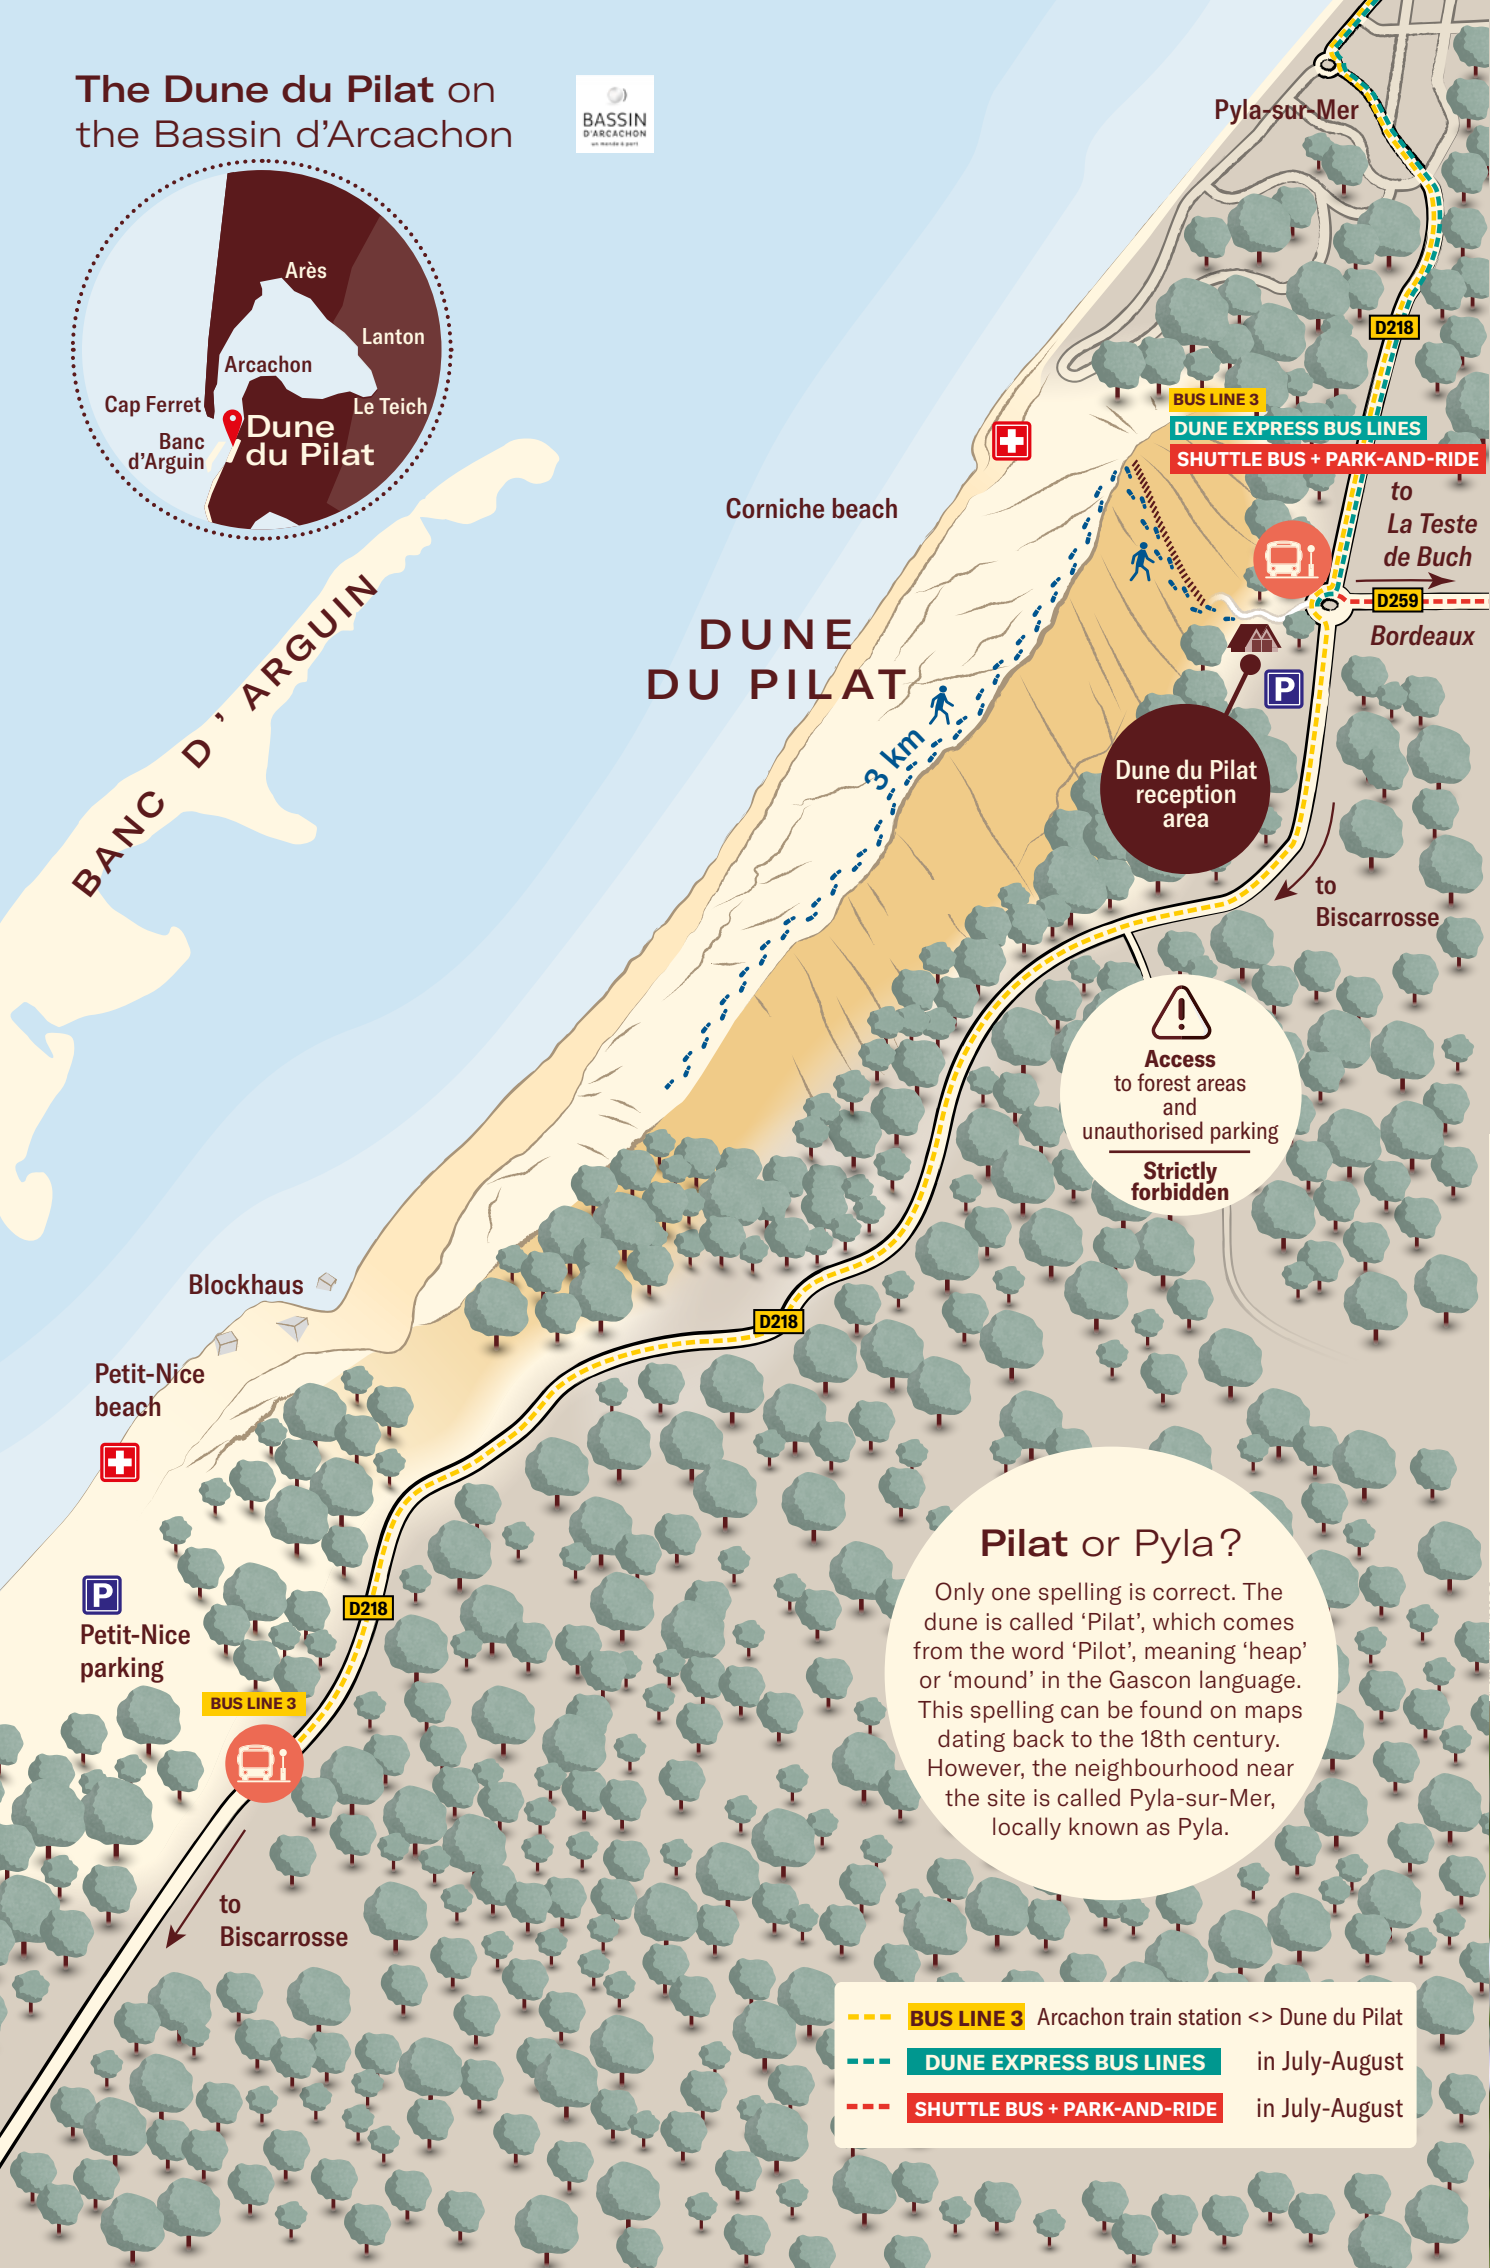 The Dune du Pilat on
the Bassin d'Arcachon
BASSIN
D'ARCACHON
un monde à part
Arès
Lanton
Arcachon
Cap Ferret
Le Teich
Banc
d'Arguin
Dune
du Pilat
Pyla-sur-Mer
D218
BUS LINE 3
DUNE EXPRESS BUS LINES
SHUTTLE BUS + PARK-AND-RIDE
to
La Teste
de Buch
D259
Bordeaux
Corniche beach
DUNE
DU PILAT
BANC D'ARGUIN
3 km
P
Dune du Pilat
reception
area
to
Biscarrosse
Access
to forest areas
and
unauthorised parking
Strictly
forbidden
Blockhaus
D218
Petit-Nice
beach
P
Petit-Nice
parking
D218
BUS LINE 3
to
Biscarrosse
Pilat or Pyla?
Only one spelling is correct. The
dune is called ‘Pilat’, which comes
from the word ‘Pilot’, meaning ‘heap’
or ‘mound’ in the Gascon language.
This spelling can be found on maps
dating back to the 18th century.
However, the neighbourhood near
the site is called Pyla-sur-Mer,
locally known as Pyla.
BUS LINE 3 Arcachon train station <> Dune du Pilat
DUNE EXPRESS BUS LINES in July-August
SHUTTLE BUS + PARK-AND-RIDE in July-August